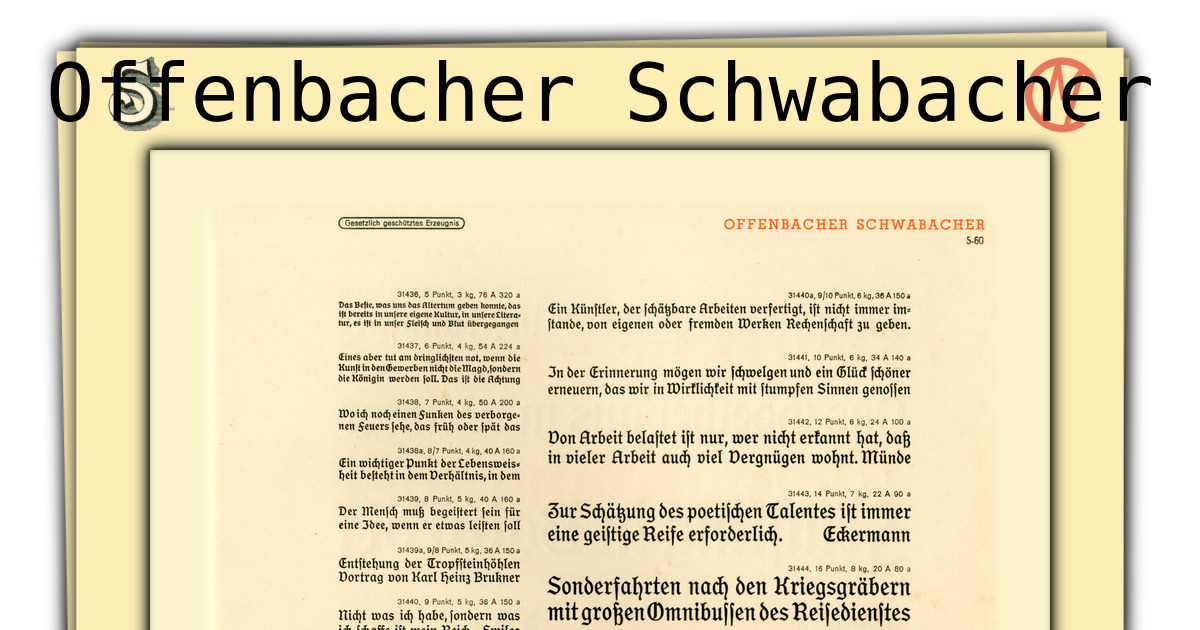 Offenbacher Schwabacher
Gesetzlich geschütztes Erzeugnis
OFFENBACHER SCHWABACHER
5-60
31436, 5 Punkt, 3 kg, 76 A 320 a
Das Beſte, was uns das Altertum geben konnte, das
iſt bereits in unſere eigene Kultur, in unſere Litera-
tur, es iſt in unſer Fleiſch und Blut übergegangen
31437, 6 Punkt, 4 kg, 54 A 224 a
Eines aber tut am dringlichſten not, wenn die
Kunſt in den Gewerben nicht die Magd, ſondern
die Königin werden ſoll. Das iſt die Achtung
31438, 7 Punkt, 4 kg, 50 A 200 a
Wo ich noch einen Funken des verborge-
nen Feuers ſehe, das früh oder ſpät das
31438a, 8/7 Punkt, 4 kg, 40 A 160 a
Ein wichtiger Punkt der Lebensweis-
heit beſteht in dem Verhältnis, in dem
31439, 8 Punkt, 5 kg, 40 A 160 a
Der Menſch muß begeiſtert ſein für
eine Idee, wenn er etwas leiſten ſoll
31439a, 9/8 Punkt, 5 kg, 36 A 150 a
Entſtehung der Tropfſteinhöhlen
Vortrag von Karl Heinz Brukner
31440, 9 Punkt, 5 kg, 36 A 150 a
Nicht was ich habe, ſondern was
ich ſchaffe iſt mein Reich. Smiles
31440a, 9/10 Punkt, 6 kg, 36 A 150 a
Ein Künſtler, der ſchätzbare Arbeiten verfertigt, iſt nicht immer im-
ſtande, von eigenen oder fremden Werken Rechenſchaft zu geben.
31441, 10 Punkt, 6 kg, 34 A 140 a
In der Erinnerung mögen wir ſchwelgen und ein Glück ſchöner
erneuern, das wir in Wirklichkeit mit ſtumpfen Sinnen genoſſen
31442, 12 Punkt, 6 kg, 24 A 100 a
Von Arbeit belaſtet iſt nur, wer nicht erkannt hat, daß
in vieler Arbeit auch viel Vergnügen wohnt. Münde
31443, 14 Punkt, 7 kg, 22 A 90 a
Zur Schätzung des poetiſchen Talentes iſt immer
eine geiſtige Reife erforderlich. Eckermann
31444, 16 Punkt, 8 kg, 20 A 80 a
Sonderfahrten nach den Kriegsgräbern
mit großen Omnibuſſen des Reiſedienſtes